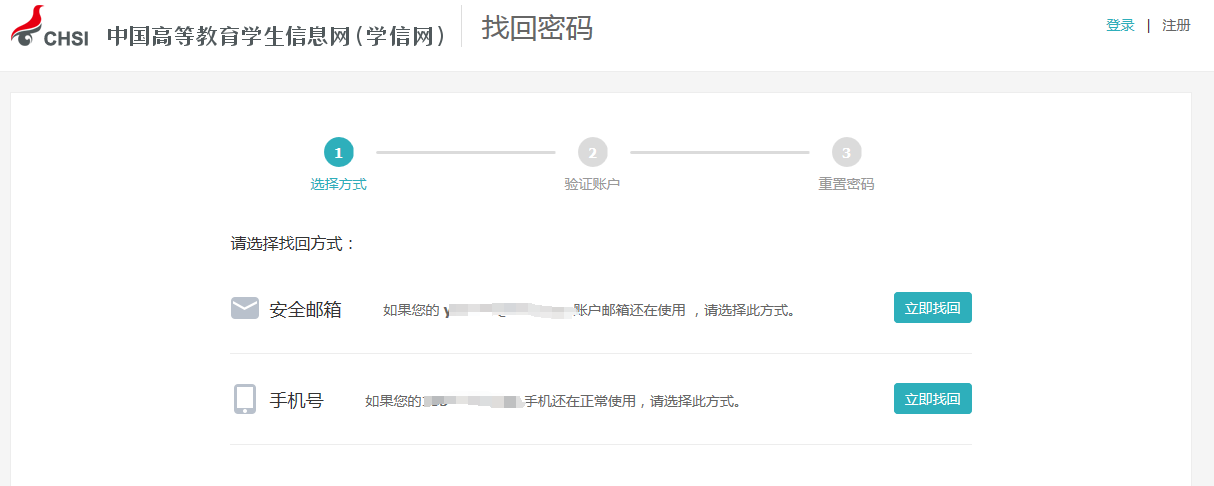 CHSI 中国高等教育学生信息网(学信网) 找回密码 登录 | 注册
1 2 3
选择方式 验证账户 重置密码
请选择找回方式：
安全邮箱 如果您的 账户邮箱还在使用 ，请选择此方式。 立即找回
手机号 如果您的 手机还在正常使用，请选择此方式。 立即找回